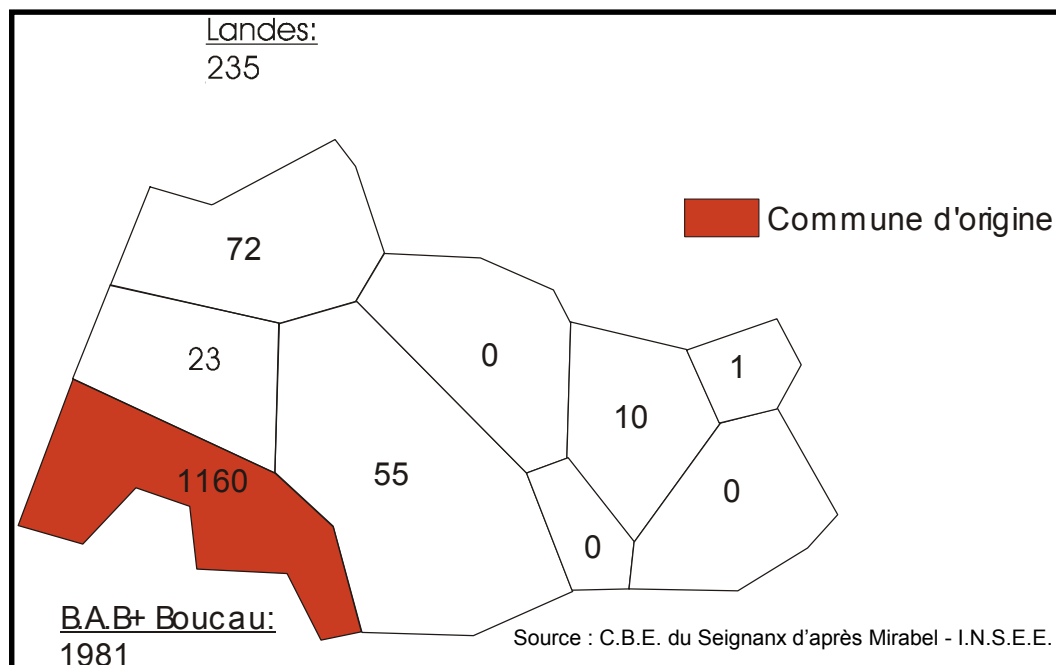 Landes:
235
72
Commune d'origine
23
0
1
10
1160
55
0
0
B.A.B+ Boucau:
1981
Source : C.B.E. du Seignanx d’après Mirabel - I.N.S.E.E.